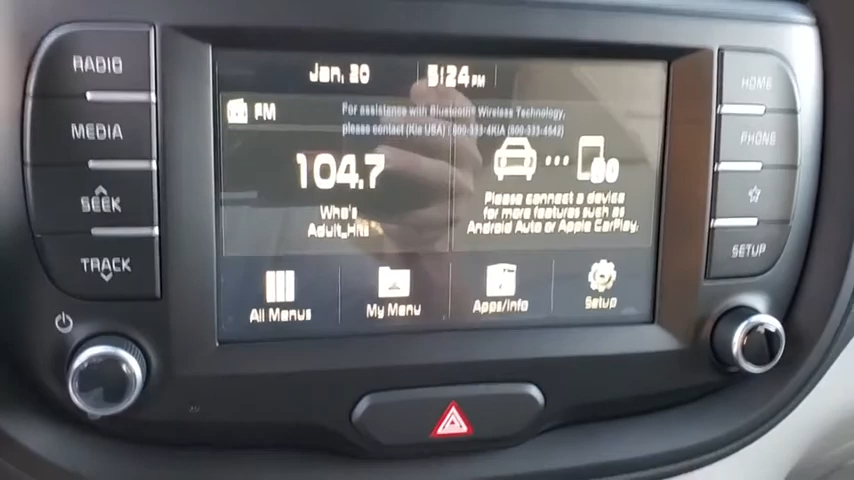 RADIO
MEDIA
SEEK
TRACK
Jan. 20
5:24 PM
FM
For assistance with Bluetooth® Wireless Technology,
please contact (Kia USA) : 800-333-4KIA (800-333-4542)
104.7
Who's
Adult_Hits
Please connect a device
for more features such as
Android Auto or Apple CarPlay.
All Menus
My Menu
Apps/Info
Setup
HOME
PHONE
SETUP